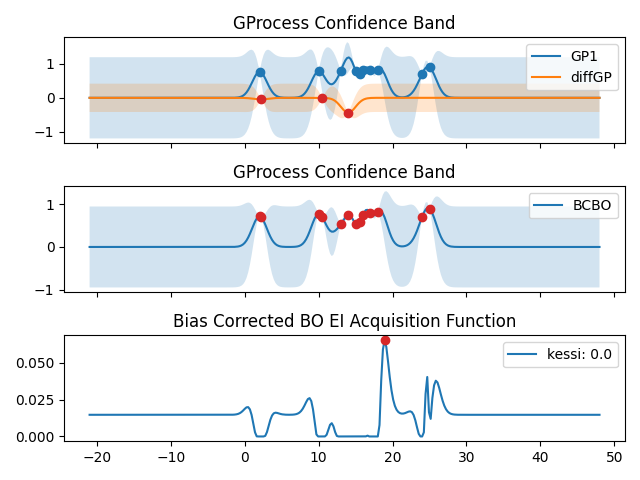 GProcess Confidence Band
1
0
−1
GP1
diffGP
GProcess Confidence Band
1
0
−1
BCBO
Bias Corrected BO EI Acquisition Function
0.050
0.025
0.000
kessi: 0.0
−20 −10 0 10 20 30 40 50